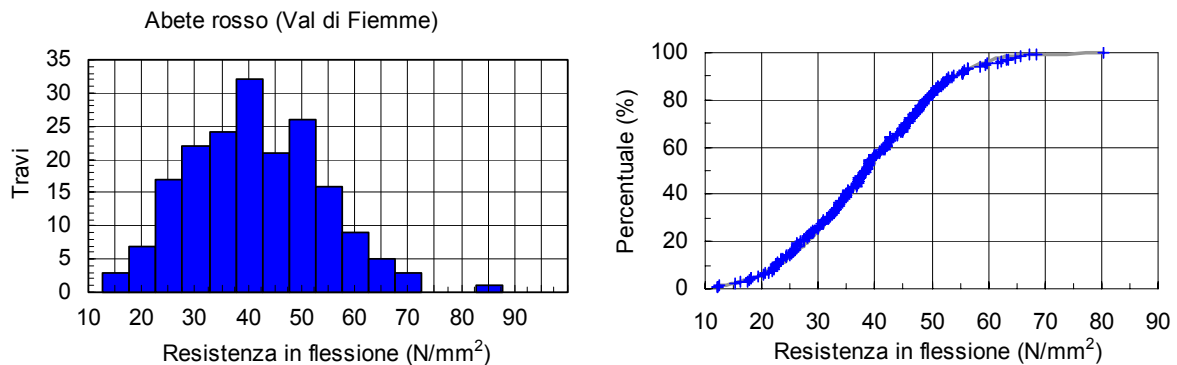 Abete rosso (Val di Fiemme)
35
30
25
20
15
10
5
0
Travi
10 20 30 40 50 60 70 80 90
Resistenza in flessione (N/mm²)
100
80
60
40
20
0
Percentuale (%)
10 20 30 40 50 60 70 80 90
Resistenza in flessione (N/mm²)